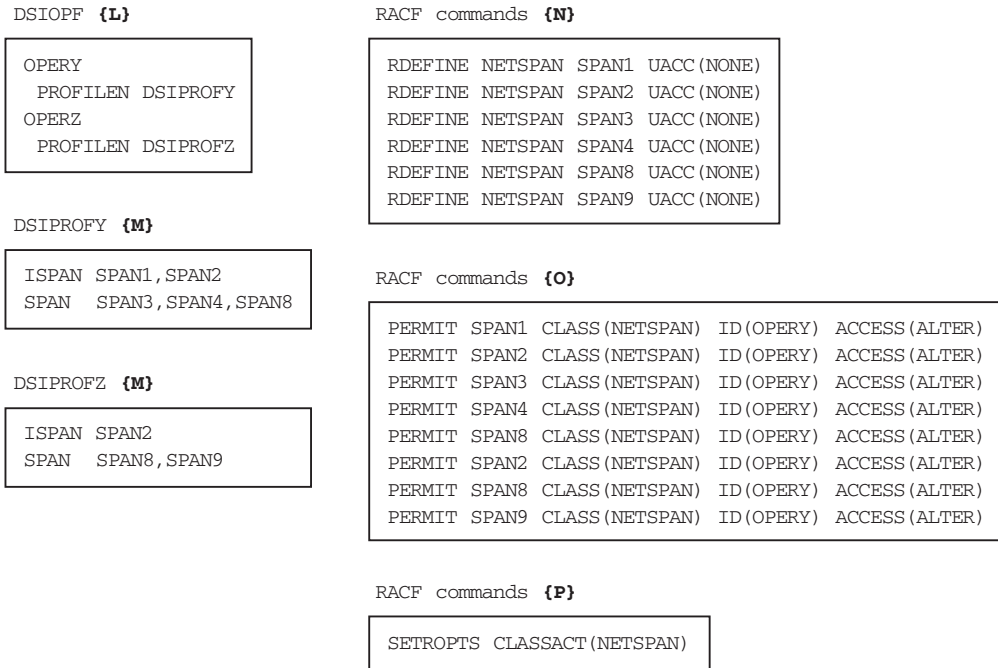 DSIOPF {L}
OPERY
PROFILEN DSIPROFY
OPERZ
PROFILEN DSIPROFZ
DSIPROFY {M}
ISPAN SPAN1,SPAN2
SPAN SPAN3,SPAN4,SPAN8
DSIPROFZ {M}
ISPAN SPAN2
SPAN SPAN8,SPAN9
RACF commands {N}
RDEFINE NETSPAN SPAN1 UACC(NONE)
RDEFINE NETSPAN SPAN2 UACC(NONE)
RDEFINE NETSPAN SPAN3 UACC(NONE)
RDEFINE NETSPAN SPAN4 UACC(NONE)
RDEFINE NETSPAN SPAN8 UACC(NONE)
RDEFINE NETSPAN SPAN9 UACC(NONE)
RACF commands {O}
PERMIT SPAN1 CLASS(NETSPAN) ID(OPERY) ACCESS(ALTER)
PERMIT SPAN2 CLASS(NETSPAN) ID(OPERY) ACCESS(ALTER)
PERMIT SPAN3 CLASS(NETSPAN) ID(OPERY) ACCESS(ALTER)
PERMIT SPAN4 CLASS(NETSPAN) ID(OPERY) ACCESS(ALTER)
PERMIT SPAN8 CLASS(NETSPAN) ID(OPERY) ACCESS(ALTER)
PERMIT SPAN2 CLASS(NETSPAN) ID(OPERY) ACCESS(ALTER)
PERMIT SPAN8 CLASS(NETSPAN) ID(OPERY) ACCESS(ALTER)
PERMIT SPAN9 CLASS(NETSPAN) ID(OPERY) ACCESS(ALTER)
RACF commands {P}
SETROPTS CLASSACT(NETSPAN)